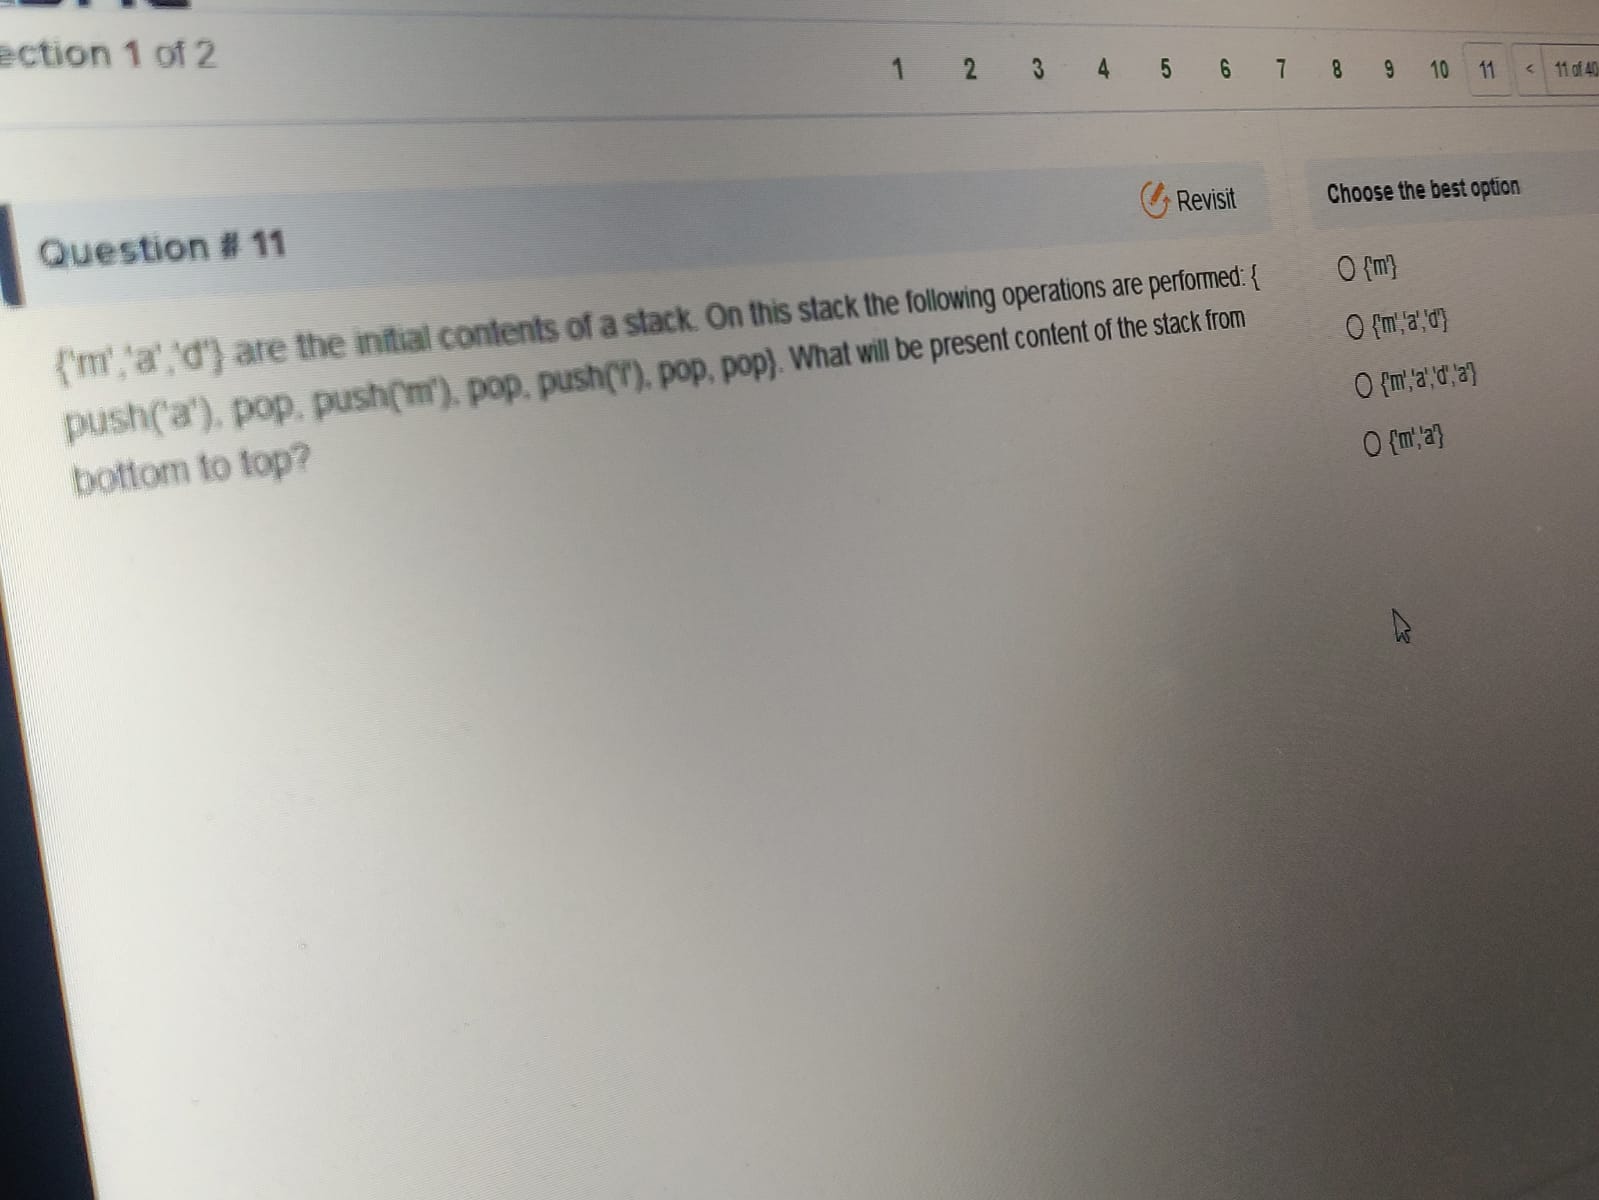 ection 1 of 2
1 2 3 4 5 6 7 8 9 10 11 < 11 of 40
Question # 11
Revisit
{'m','a','d'} are the initial contents of a stack. On this stack the following operations are performed: {
push('a'), pop, push('m'), pop, push('i'), pop, pop}. What will be present content of the stack from
bottom to top?
Choose the best option
{'m'}
{'m','a','d'}
{'m','a','d','a'}
{'m','a'}